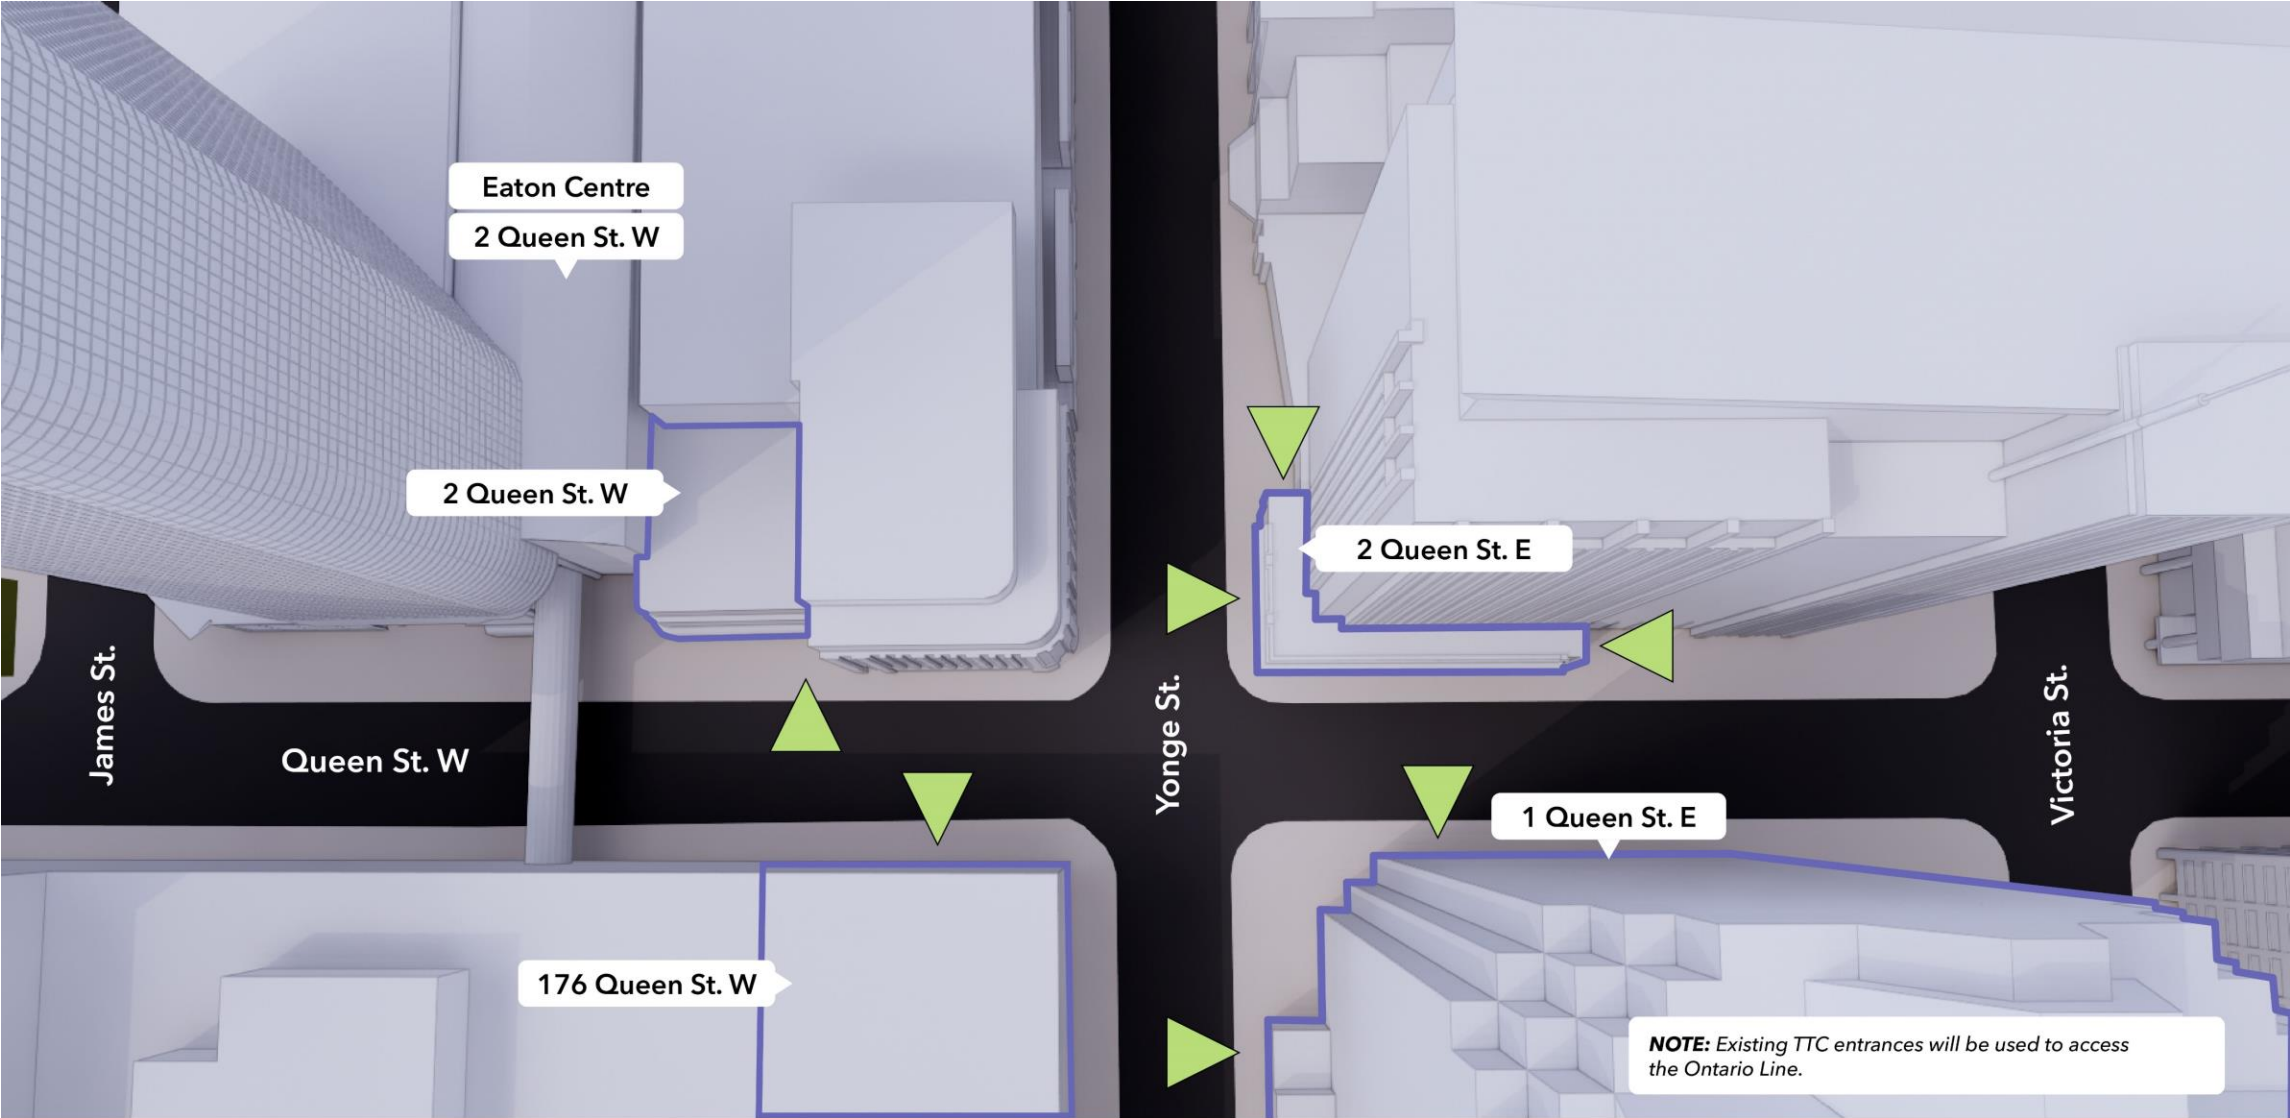 Eaton Centre
2 Queen St. W
2 Queen St. W
2 Queen St. E
James St.
Queen St. W
Yonge St.
Victoria St.
1 Queen St. E
176 Queen St. W
NOTE: Existing TTC entrances will be used to access
the Ontario Line.